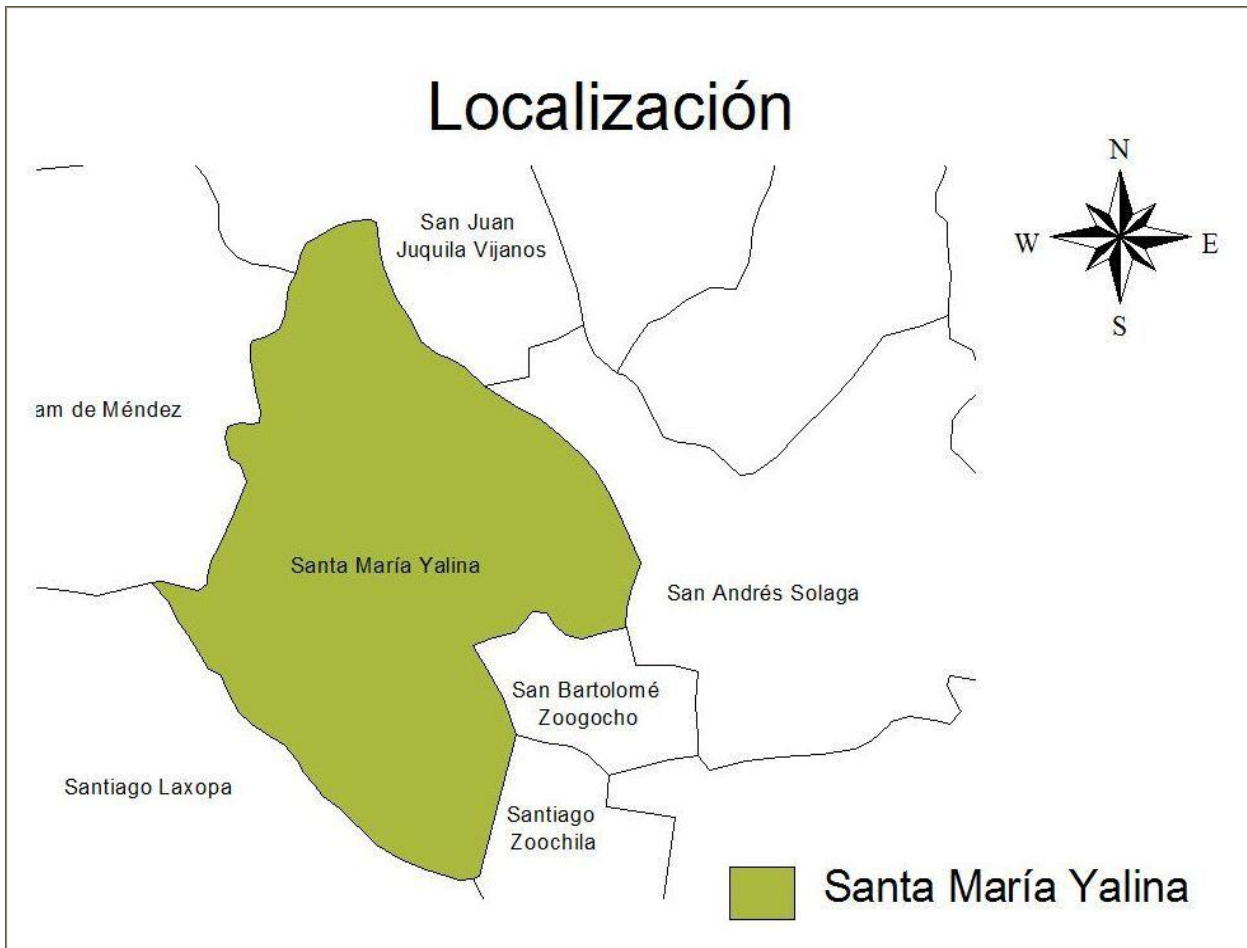 Localización
N
W
E
S
San Juan
Juquila Vijanos
am de Méndez
Santa María Yalina
San Andrés Solaga
San Bartolomé
Zoogocho
Santiago Laxopa
Santiago
Zoochila
Santa María Yalina